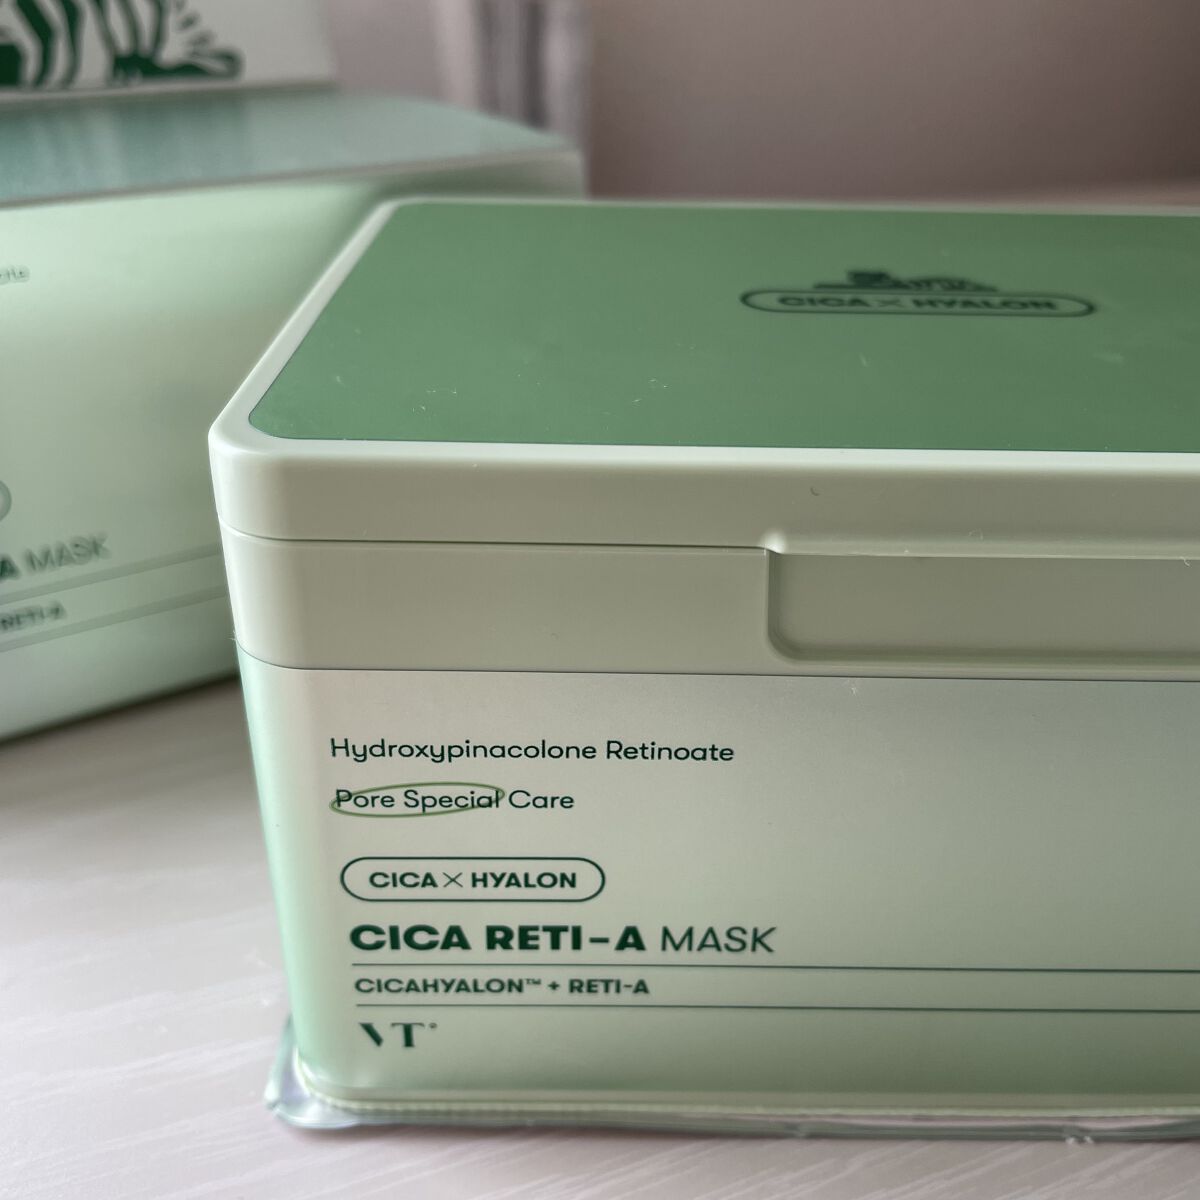 CICA X HYALON
Hydroxypinacolone Retinoate
Pore Special Care
CICA X HYALON
CICA RETI-A MASK
CICAHYALON™ + RETI-A
VT
A MASK
RETI-A